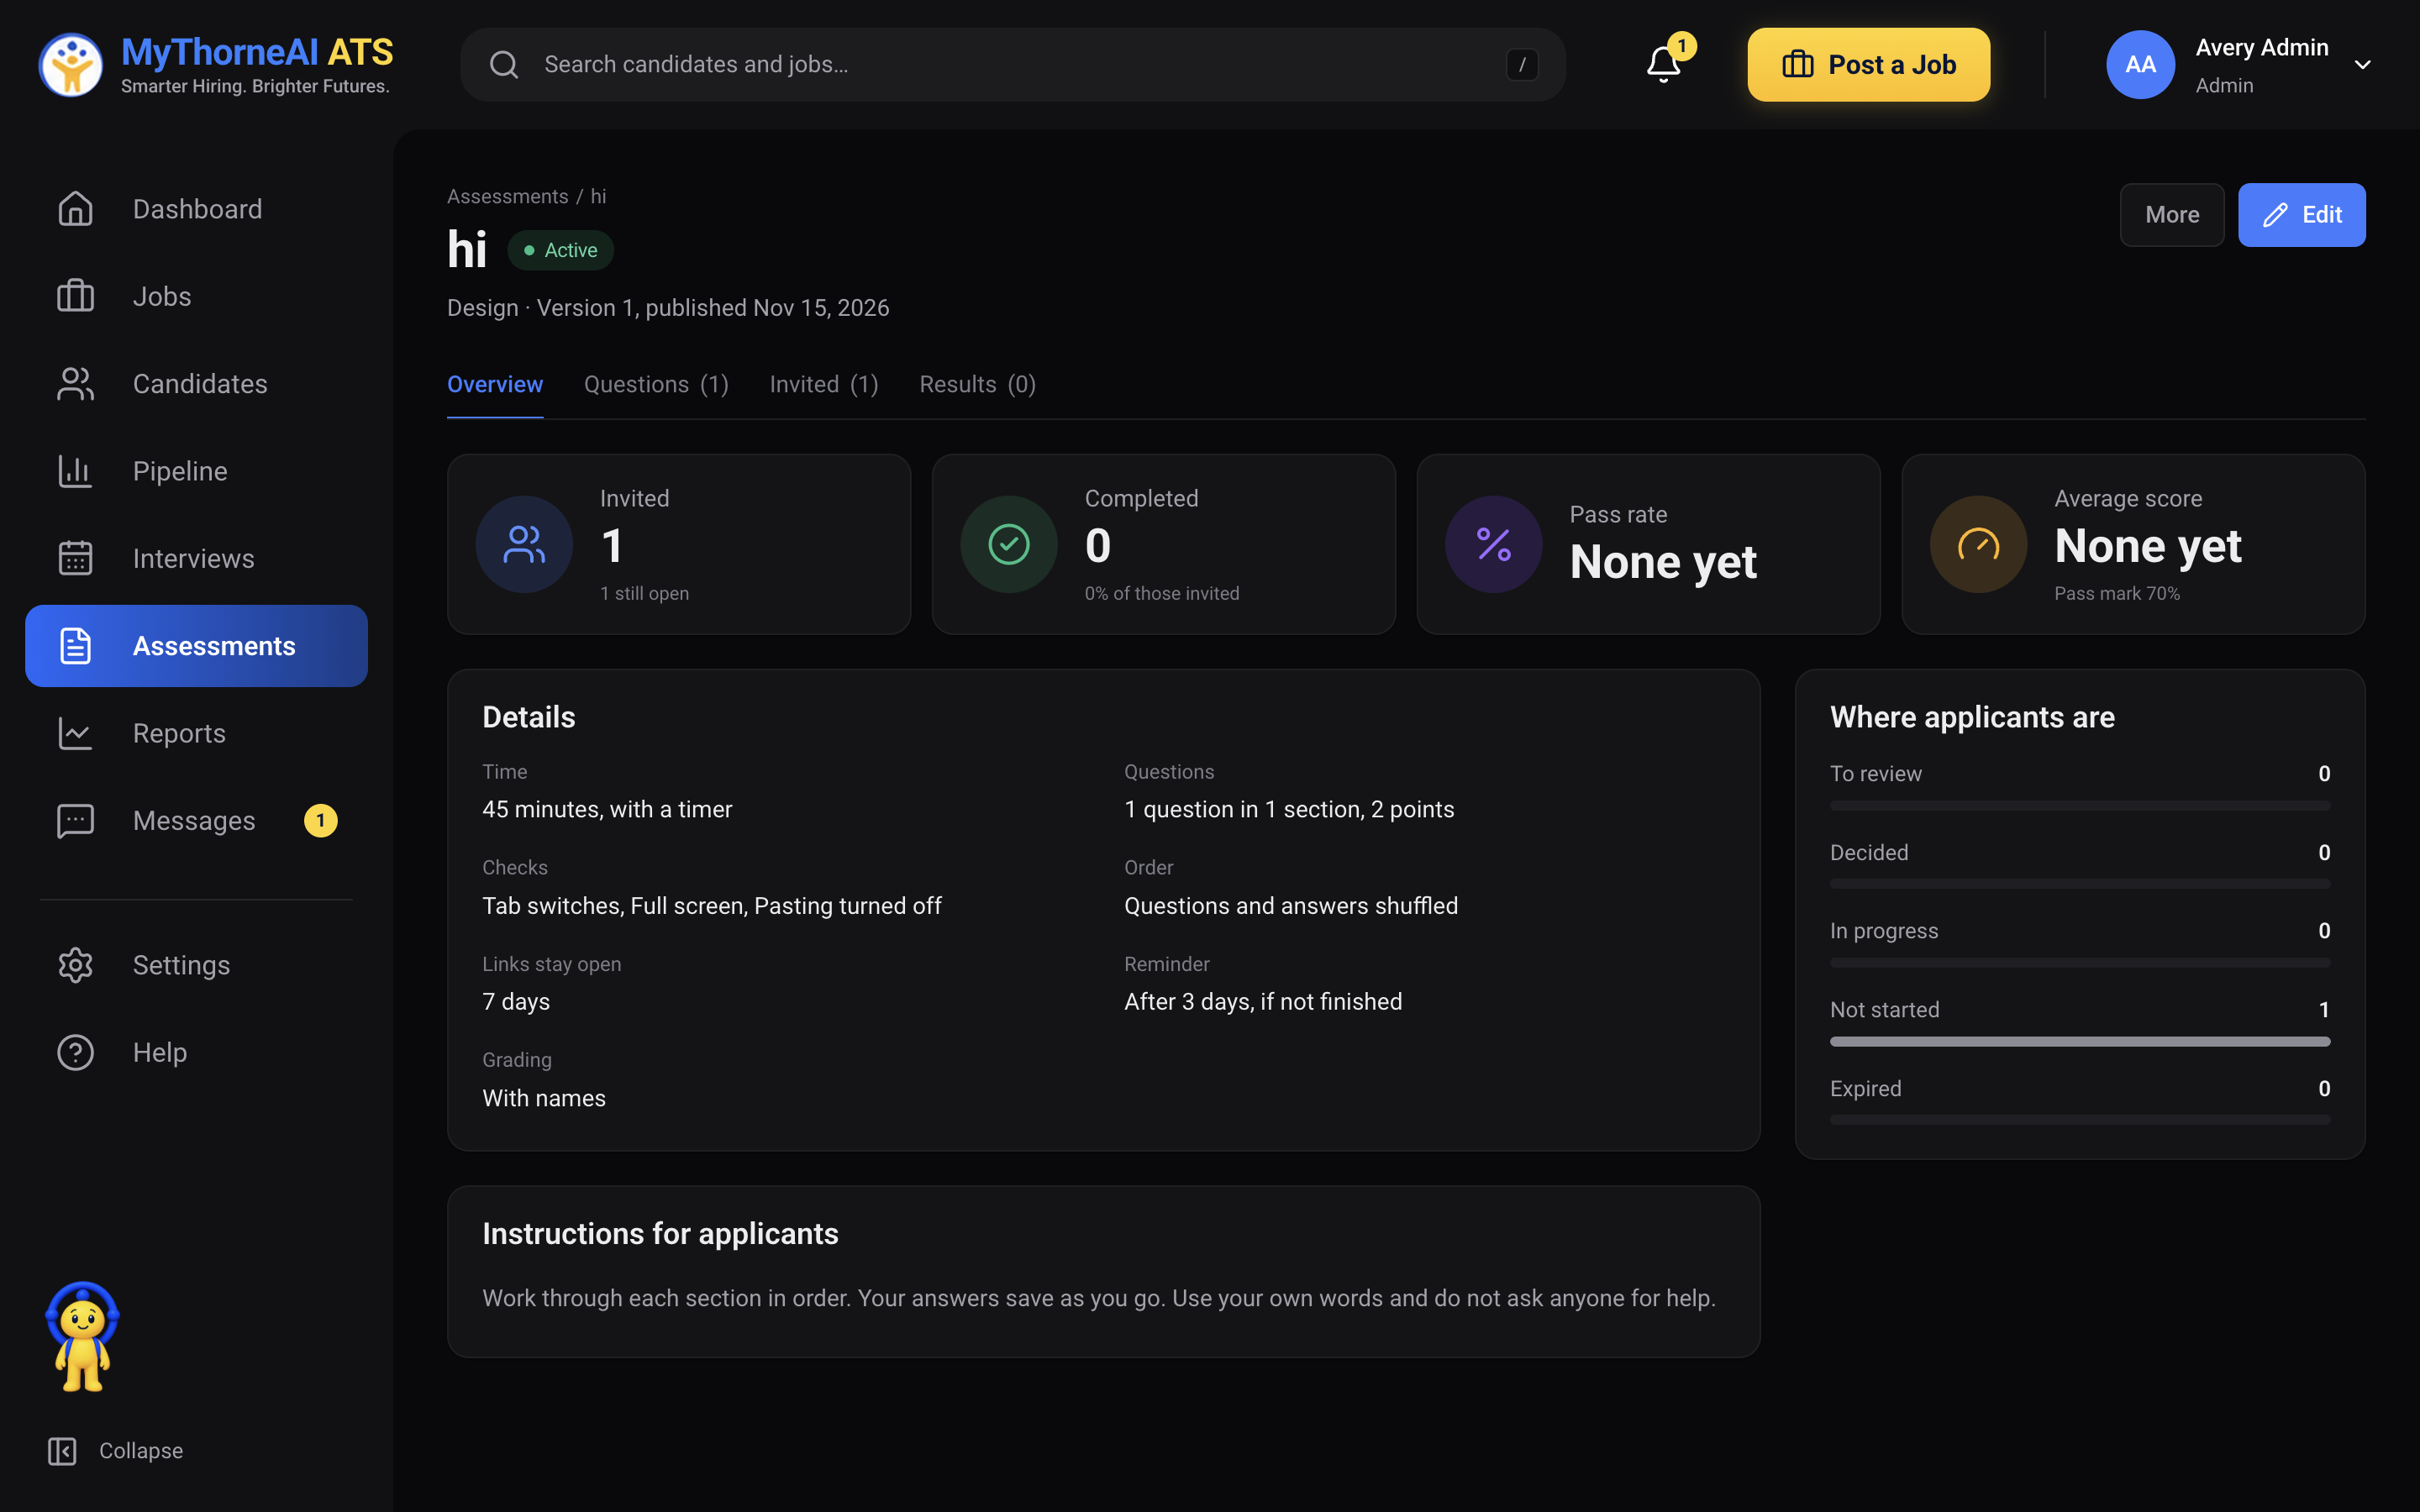 MyThorneAI ATS
Smarter Hiring. Brighter Futures.
Search candidates and jobs...
/
1
Post a Job
AA
Avery Admin
Admin
Dashboard
Jobs
Candidates
Pipeline
Interviews
Assessments
Reports
Messages 1
Settings
Help
Collapse
Assessments / hi
hi
Active
Design · Version 1, published Nov 15, 2026
More
Edit
Overview
Questions (1)
Invited (1)
Results (0)
Invited
1
1 still open
Completed
0
0% of those invited
Pass rate
None yet
Average score
None yet
Pass mark 70%
Details
Time
45 minutes, with a timer
Questions
1 question in 1 section, 2 points
Checks
Tab switches, Full screen, Pasting turned off
Order
Questions and answers shuffled
Links stay open
7 days
Reminder
After 3 days, if not finished
Grading
With names
Where applicants are
To review 0
Decided 0
In progress 0
Not started 1
Expired 0
Instructions for applicants
Work through each section in order. Your answers save as you go. Use your own words and do not ask anyone for help.